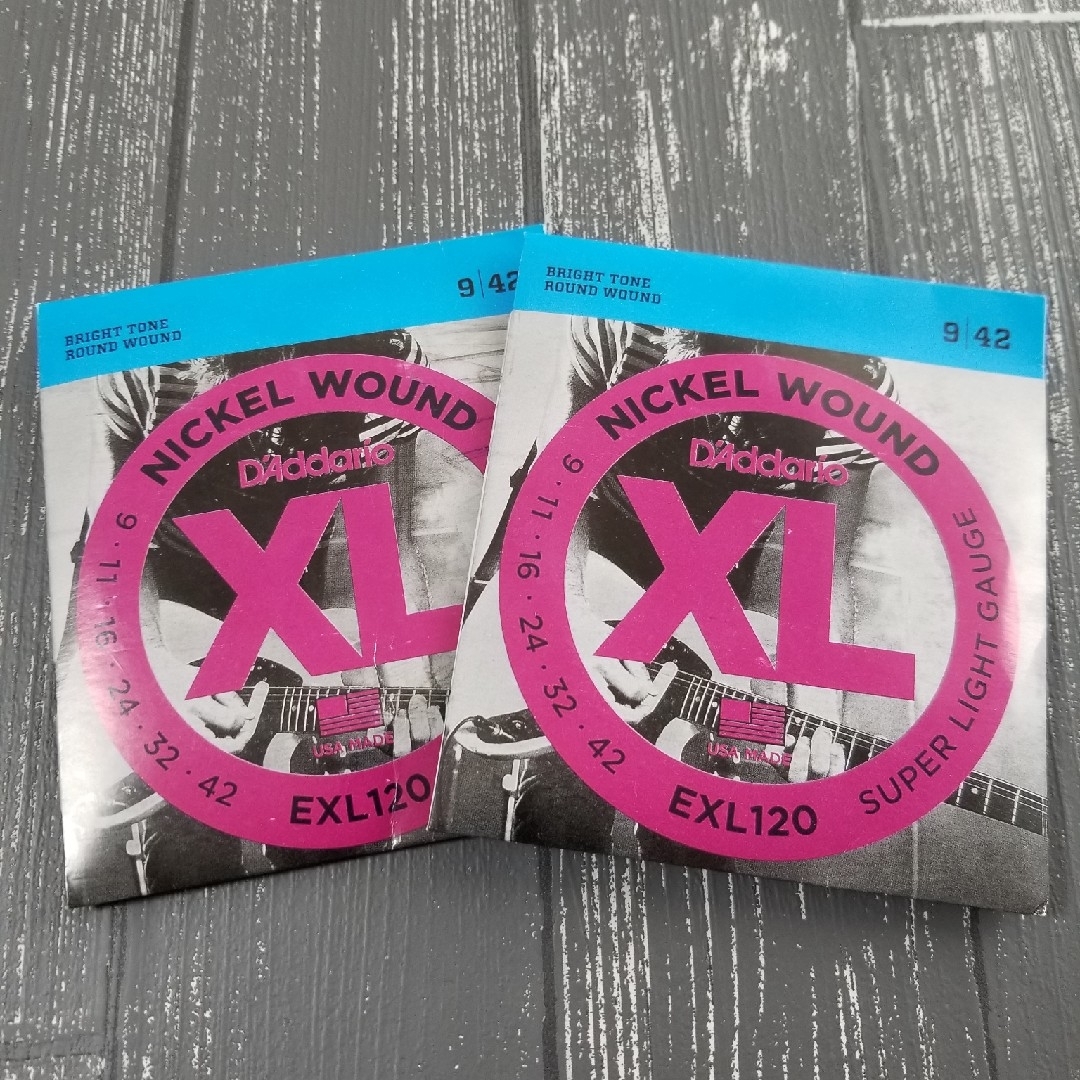 BRIGHT TONE
ROUND WOUND
9|42
NICKEL WOUND
D'Addario
XL
9 · 11 · 16 · 24 · 32 · 42
USA MADE
EXL120
BRIGHT TONE
ROUND WOUND
9|42
NICKEL WOUND
D'Addario
XL
9 · 11 · 16 · 24 · 32 · 42
USA MADE
EXL120
SUPER LIGHT GAUGE